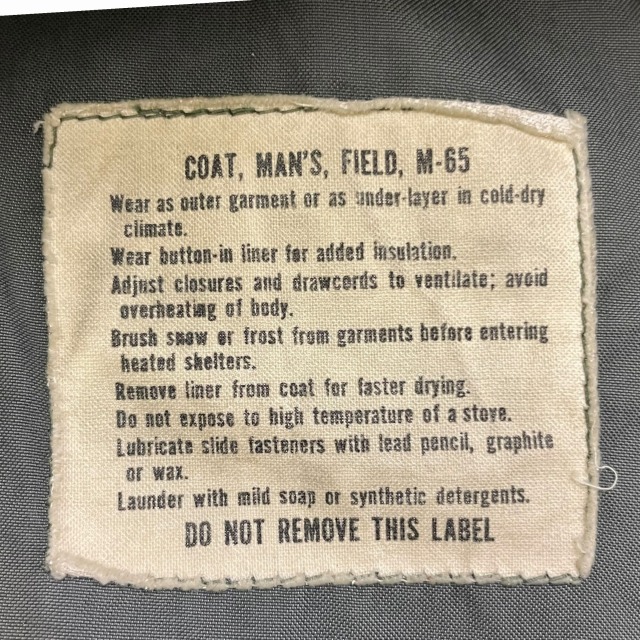 COAT, MAN'S, FIELD, M-65
Wear as outer garment or as under-layer in cold-dry
climate.
Wear button-in liner for added insulation.
Adjust closures and drawcords to ventilate; avoid
overheating of body.
Brush snow or frost from garments before entering
heated shelters.
Remove liner from coat for faster drying.
Do not expose to high temperature of a stove.
Lubricate slide fasteners with lead pencil, graphite
or wax.
Launder with mild soap or synthetic detergents.
DO NOT REMOVE THIS LABEL